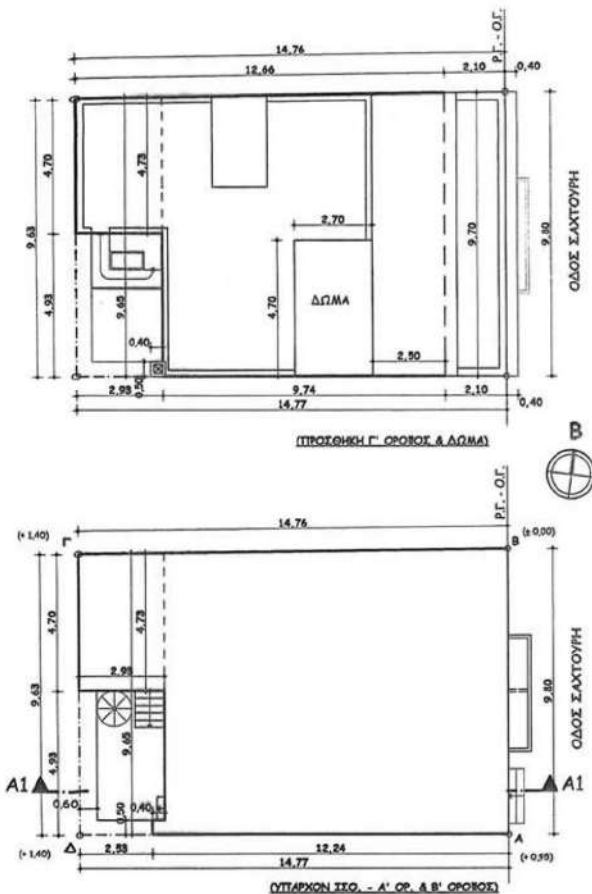 14,76
12,66
2,10
0,40
Ρ.Γ. - Ο.Γ.
9,63
4,70
4,73
2,70
9,70
9,80
ΟΔΟΣ ΣΑΧΤΟΥΡΗ
4,93
9,65
4,70
ΔΩΜΑ
0,40
2,50
0,50
2,93
9,74
2,10
14,77
0,40
(ΠΡΟΣΘΗΚΗ Γ' ΟΡΟΦΟΣ & ΔΩΜΑ)
Β
Ρ.Γ. - Ο.Γ.
(+ 1,40)
Γ
14,76
Β
(± 0,00)
4,70
4,73
9,63
2,93
9,80
ΟΔΟΣ ΣΑΧΤΟΥΡΗ
4,93
9,65
Α1
Α1
0,60
0,50
0,40
Δ
Α
(+ 1,40)
2,53
12,24
14,77
(ΥΠΑΡΧΟΝ ΙΣΟ. - Α' ΟΡ. & Β' ΟΡΟΦΟΣ)